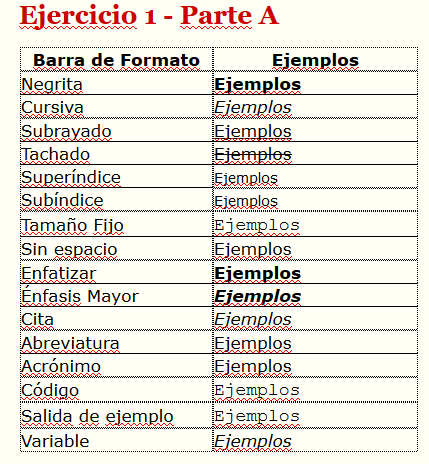 Ejercicio 1 - Parte A
Barra de Formato Ejemplos
Negrita Ejemplos
Cursiva Ejemplos
Subrayado Ejemplos
Tachado Ejemplos
Superíndice Ejemplos
Subíndice Ejemplos
Tamaño Fijo Ejemplos
Sin espacio Ejemplos
Enfatizar Ejemplos
Énfasis Mayor Ejemplos
Cita Ejemplos
Abreviatura Ejemplos
Acrónimo Ejemplos
Código Ejemplos
Salida de ejemplo Ejemplos
Variable Ejemplos